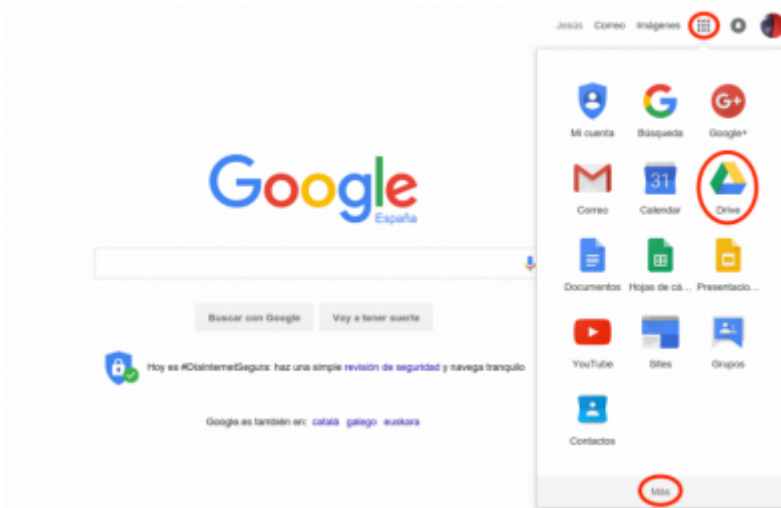 Jesús Correo Imágenes
Mi cuenta Búsqueda Google+
31
Correo Calendar Drive
Documentos Hojas de cá... Presentacio...
YouTube Sites Grupos
Contactos
Más
Google
España
Buscar con Google Voy a tener suerte
Hoy es #DiaInternetSegura: haz una simple revisión de seguridad y navega tranquilo
Google.es también en: català galego euskara